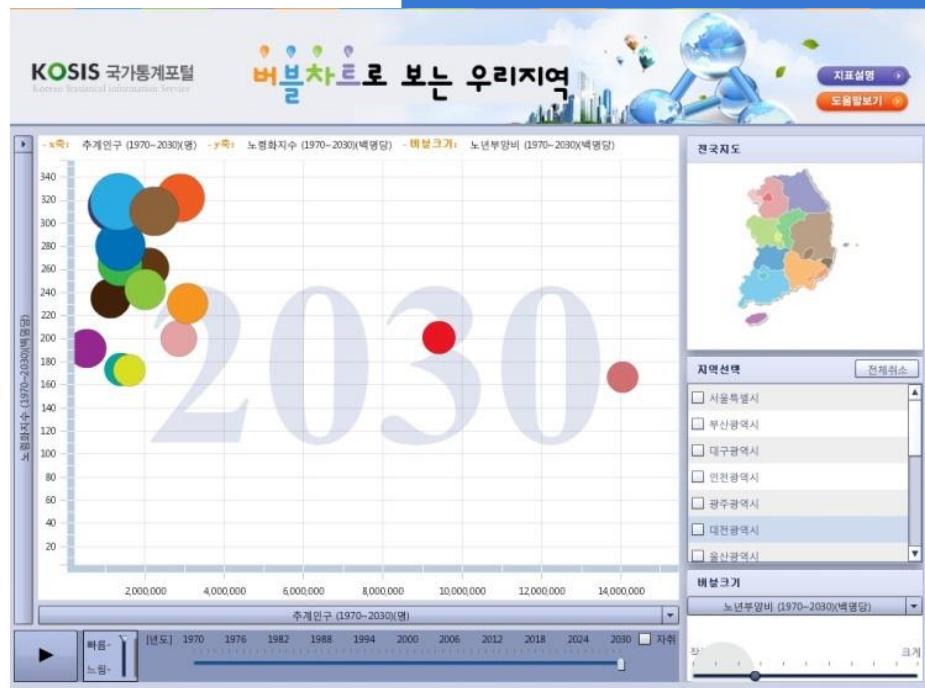 KOSIS 국가통계포털
Korean Statistical Information Service
버블차트로 보는 우리지역
지표설명
도움말보기
- x축: 추계인구 (1970~2030)(명) - y축: 노령화지수 (1970~2030)(백명당) - 버블크기: 노년부양비 (1970~2030)(백명당)
340
320
300
280
260
240
220
200
180
160
140
120
100
80
60
40
20
노령화지수 (1970~2030)(백명당)
2030
2,000,000 4,000,000 6,000,000 8,000,000 10,000,000 12,000,000 14,000,000
추계인구 (1970~2030)(명)
빠름-
느림-
[년도] 1970 1976 1982 1988 1994 2000 2006 2012 2018 2024 2030
자취
전국지도
지역선택
전체취소
서울특별시
부산광역시
대구광역시
인천광역시
광주광역시
대전광역시
울산광역시
버블크기
노년부양비 (1970~2030)(백명당)
크게